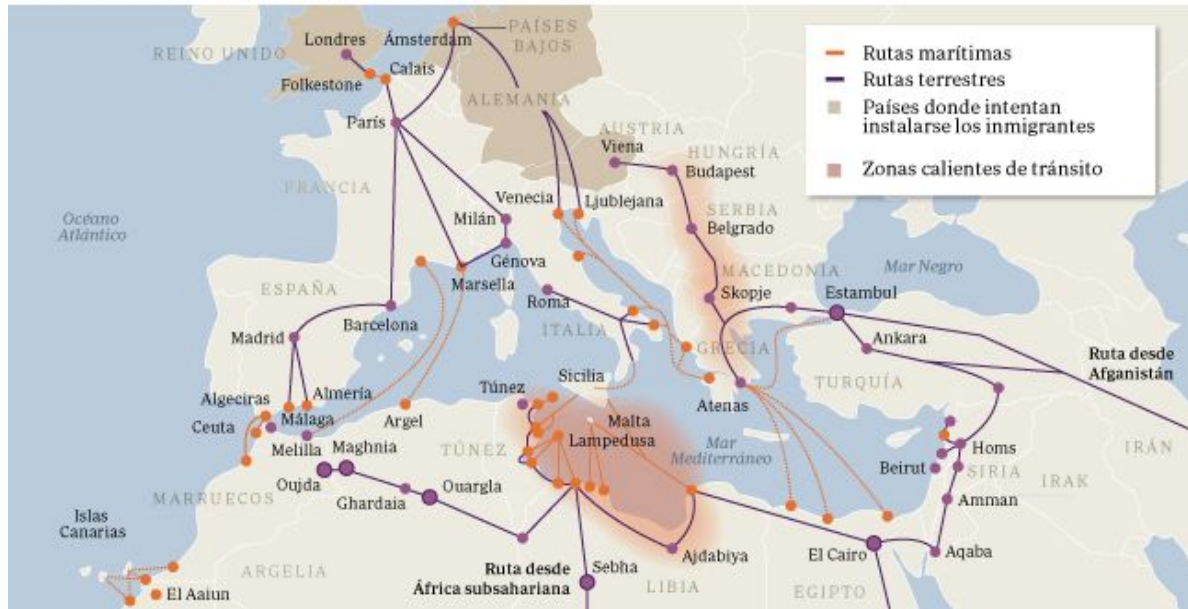 PAÍSES
BAJOS
REINO UNIDO
Londres
Ámsterdam
Folkestone
Calais
ALEMANIA
París
AUSTRIA
Viena
HUNGRÍA
Budapest
FRANCIA
Venecia
Ljublejana
SERBIA
Belgrado
Océano
Atlántico
Milán
Génova
Marsella
MACEDONIA
Skopje
Mar Negro
Estambul
ESPAÑA
Roma
ITALIA
Barcelona
Madrid
GRECIA
Ankara
Ruta desde
Afganistán
TURQUÍA
Sicilia
Atenas
Algeciras
Almería
Málaga
Ceuta
Melilla
Argel
Túnez
Malta
Lampedusa
TÚNEZ
Mar
Mediterráneo
Homs
Beirut
SIRIA
IRÁN
IRAK
Maghnia
Oujda
Ouargla
Ghardaia
MARRUECOS
Amman
Islas
Canarias
Ajdabiya
El Cairo
Aqaba
ARGELIA
El Aaiun
Ruta desde
África subsahariana
Sebha
LIBIA
EGIPTO
Rutas marítimas
Rutas terrestres
Países donde intentan
instalarse los inmigrantes
Zonas calientes de tránsito